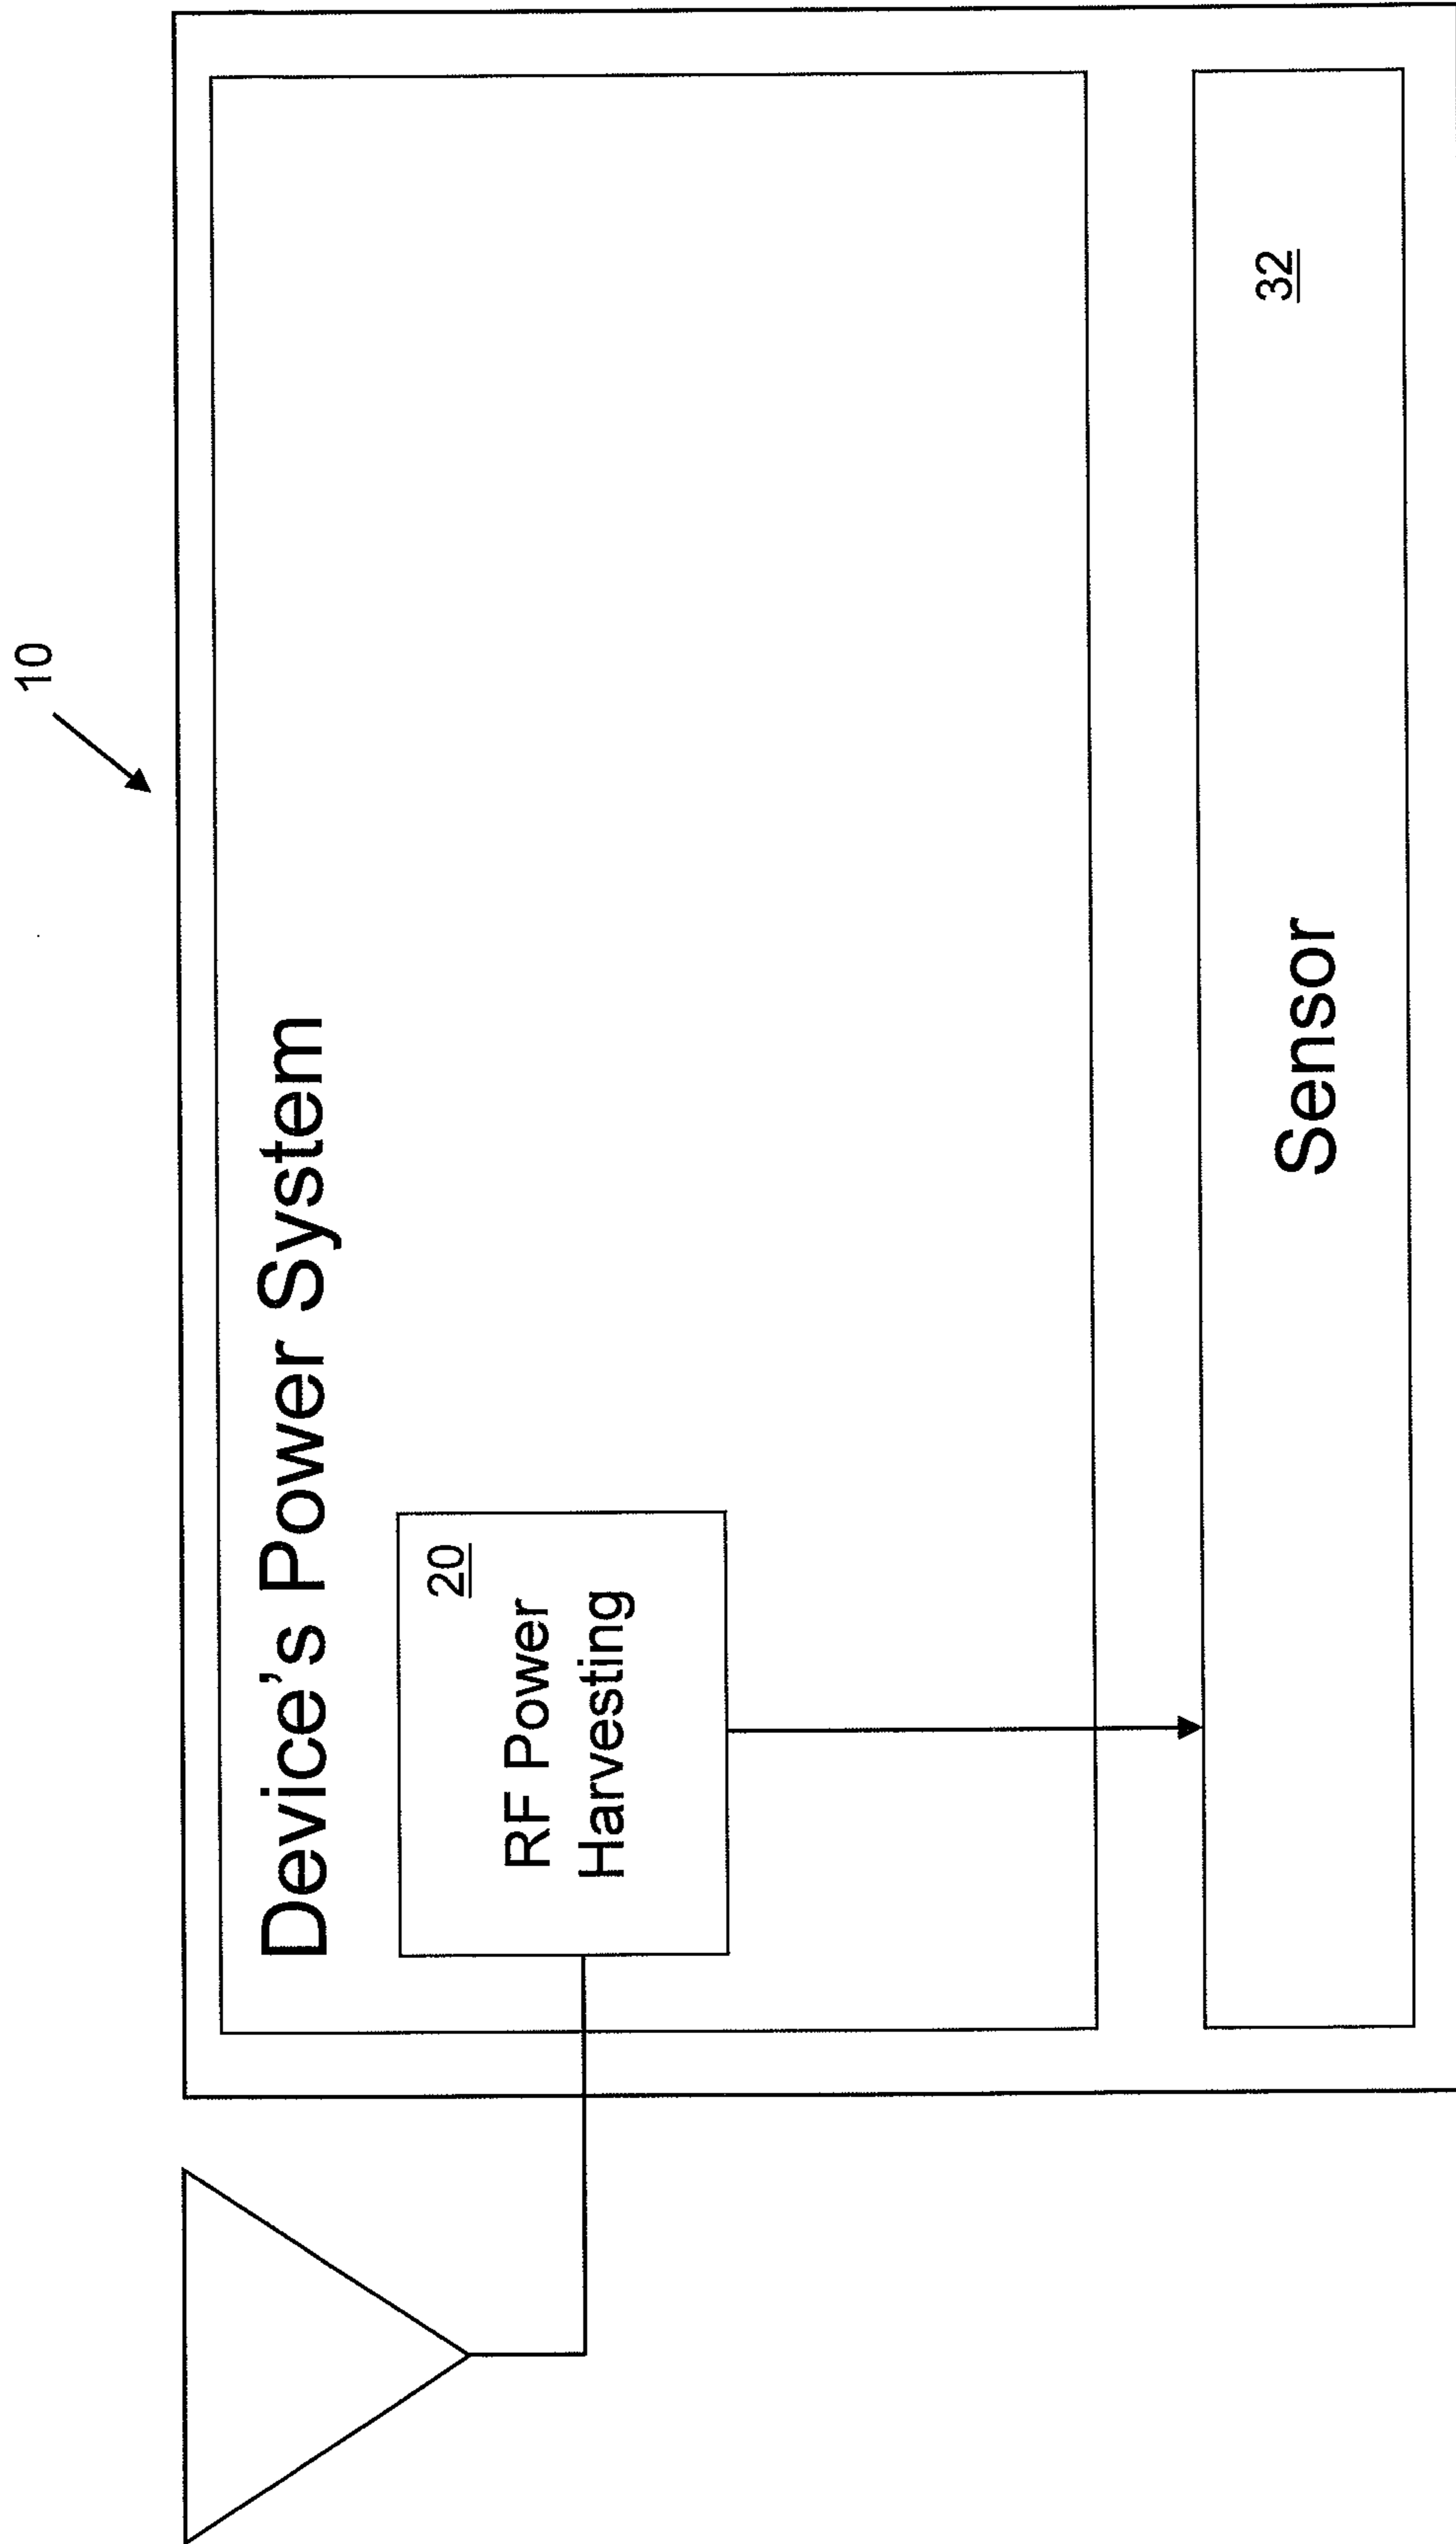 10
Device's Power System
20
RF Power
Harvesting
32
Sensor